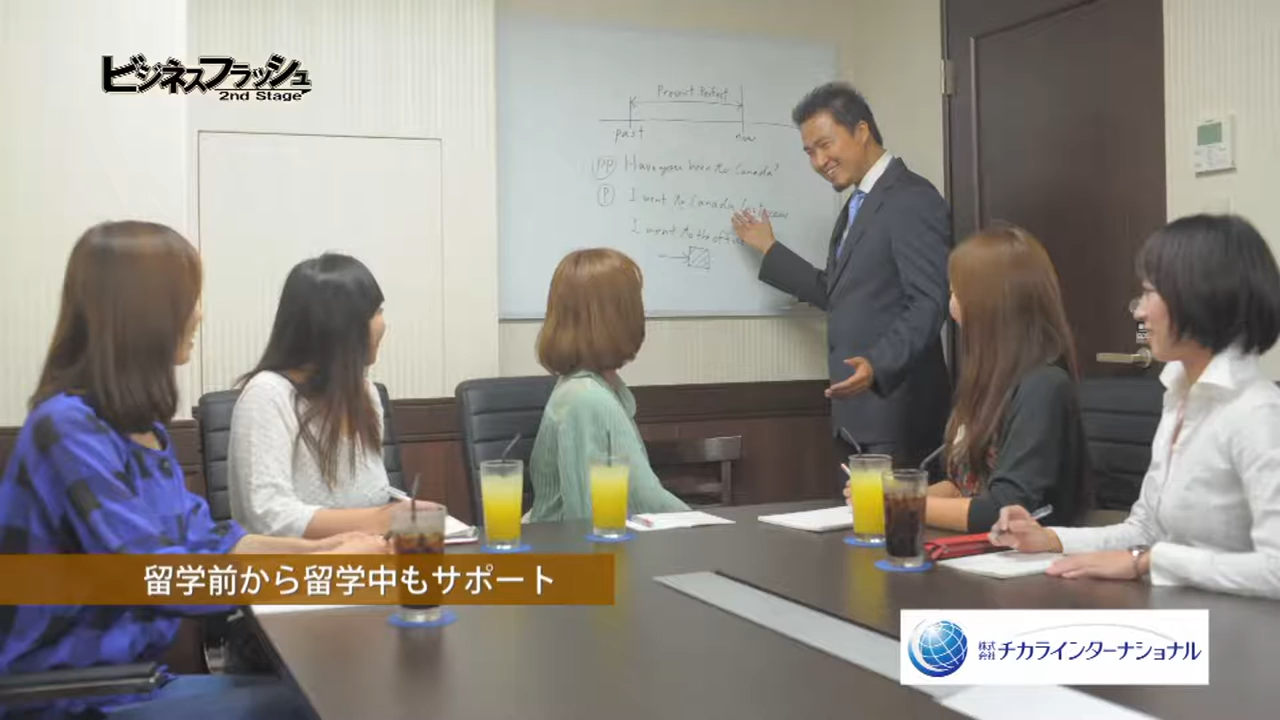 ビジネスフラッシュ
2nd Stage
Present Perfect
past
now
PP Have you been to Canada?
P I went to Canada last
I went to the office
留学前から留学中もサポート
株式会社 チカラインターナショナル